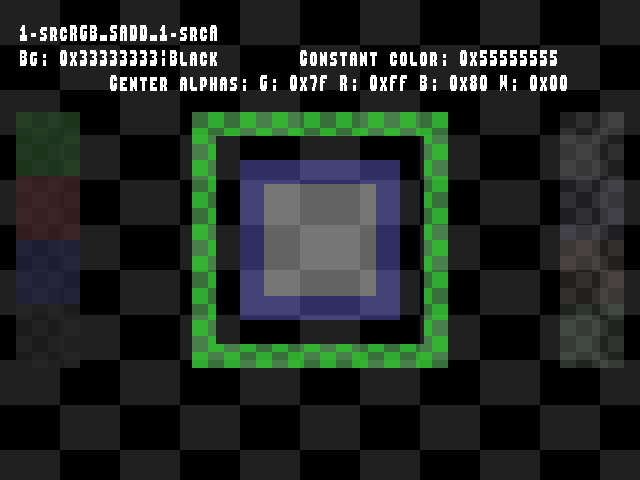 1-srcRGB_SADD_1-srcA
Bg: 0x33333333¦Black Constant color: 0x55555555
Center alphas: G: 0x7F R: 0xFF B: 0x80 W: 0x00